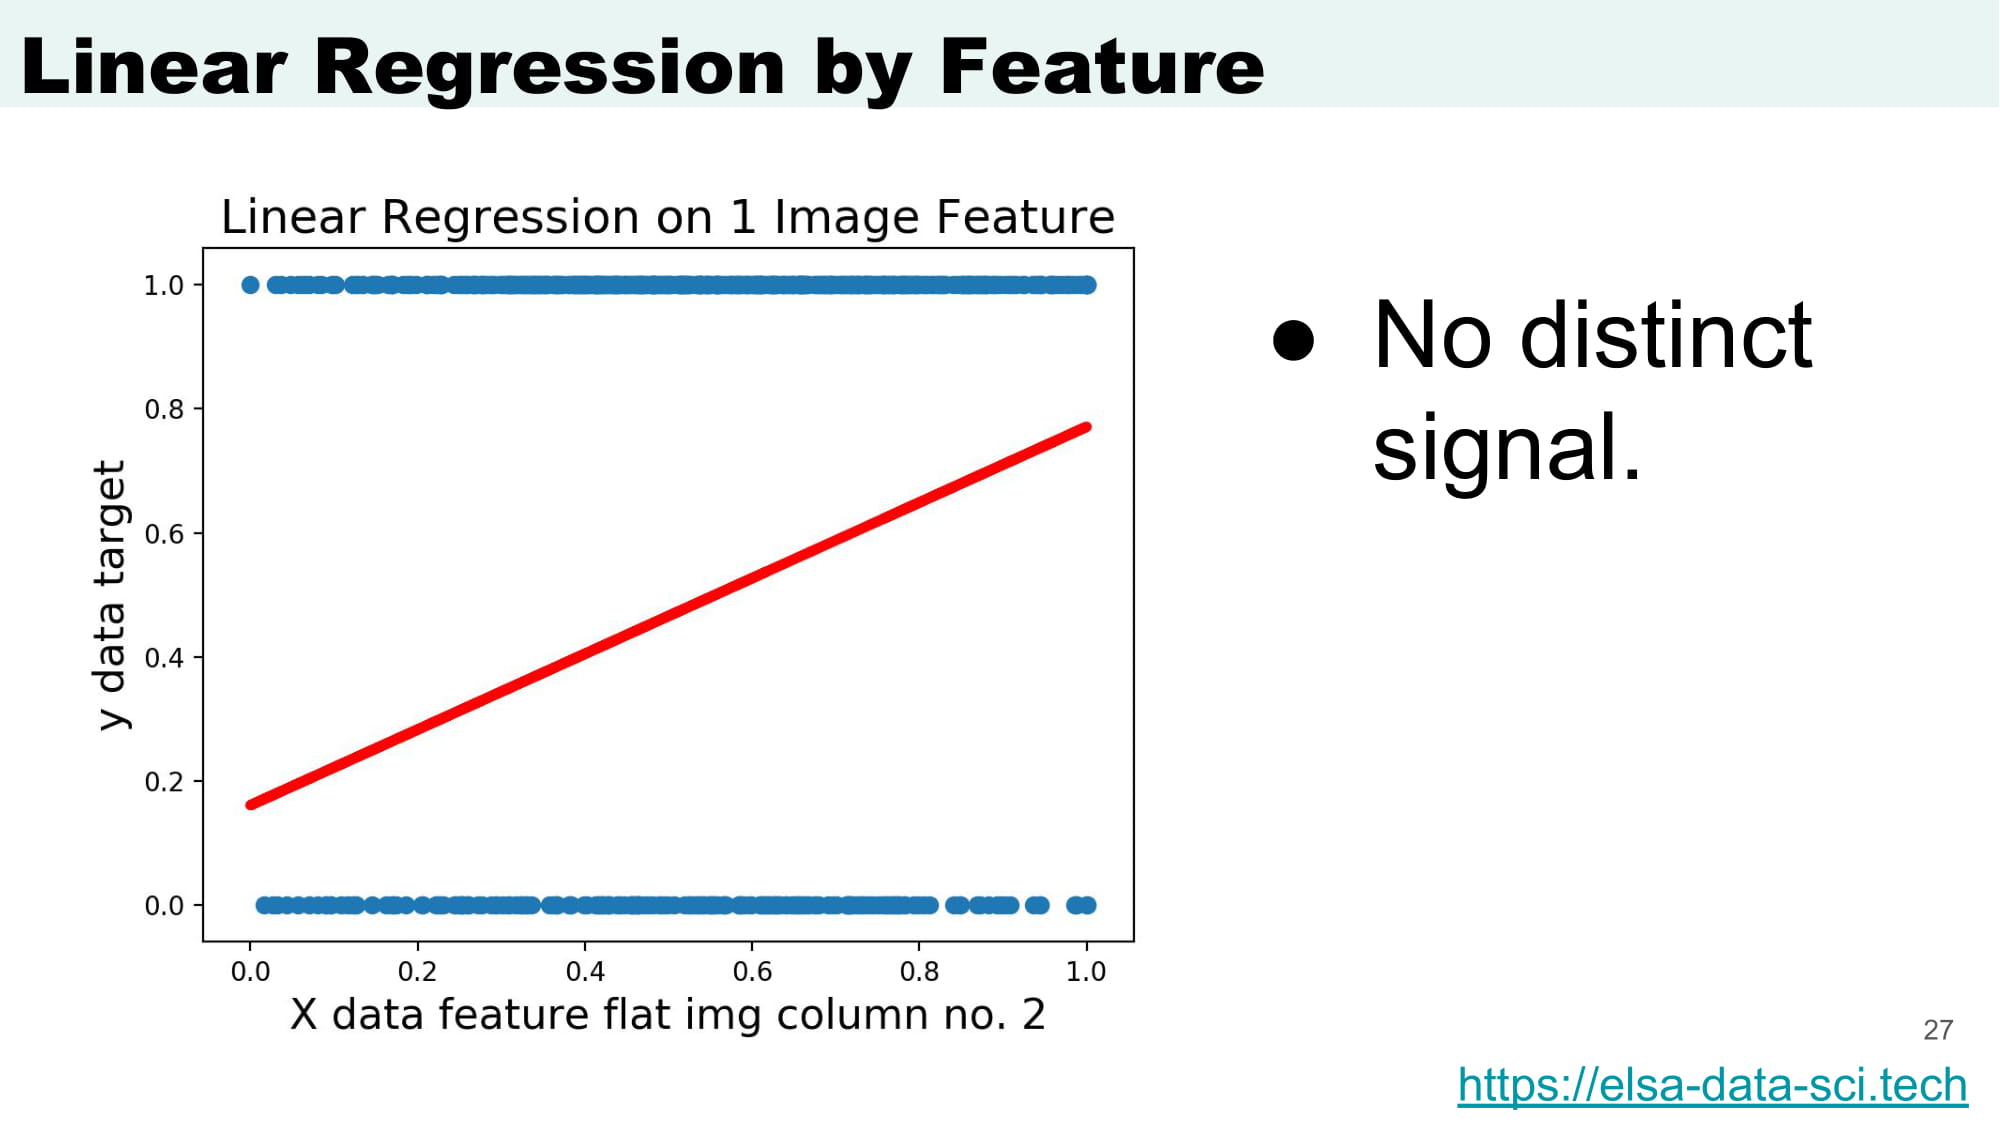 Linear Regression by Feature
Linear Regression on 1 Image Feature
1.0
0.8
0.6
0.4
0.2
0.0
y data target
0.0 0.2 0.4 0.6 0.8 1.0
X data feature flat img column no. 2
● No distinct
signal.
27
https://elsa-data-sci.tech